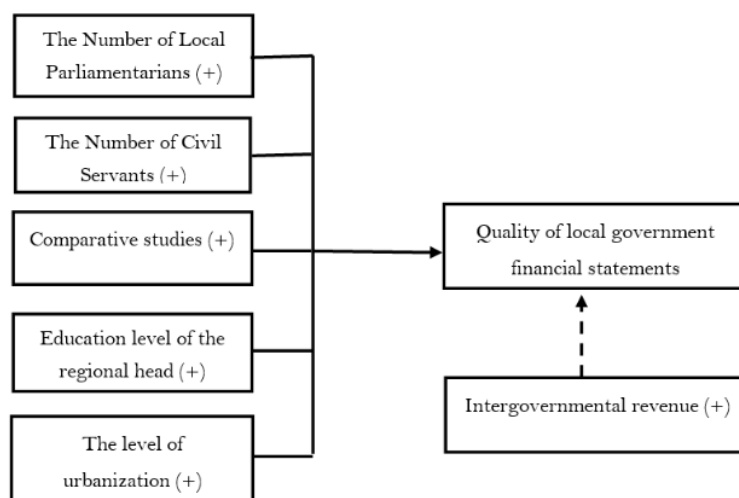 The Number of Local
Parliamentarians (+)
The Number of Civil
Servants (+)
Comparative studies (+)
Education level of the
regional head (+)
The level of
urbanization (+)
Quality of local government
financial statements
Intergovernmental revenue (+)